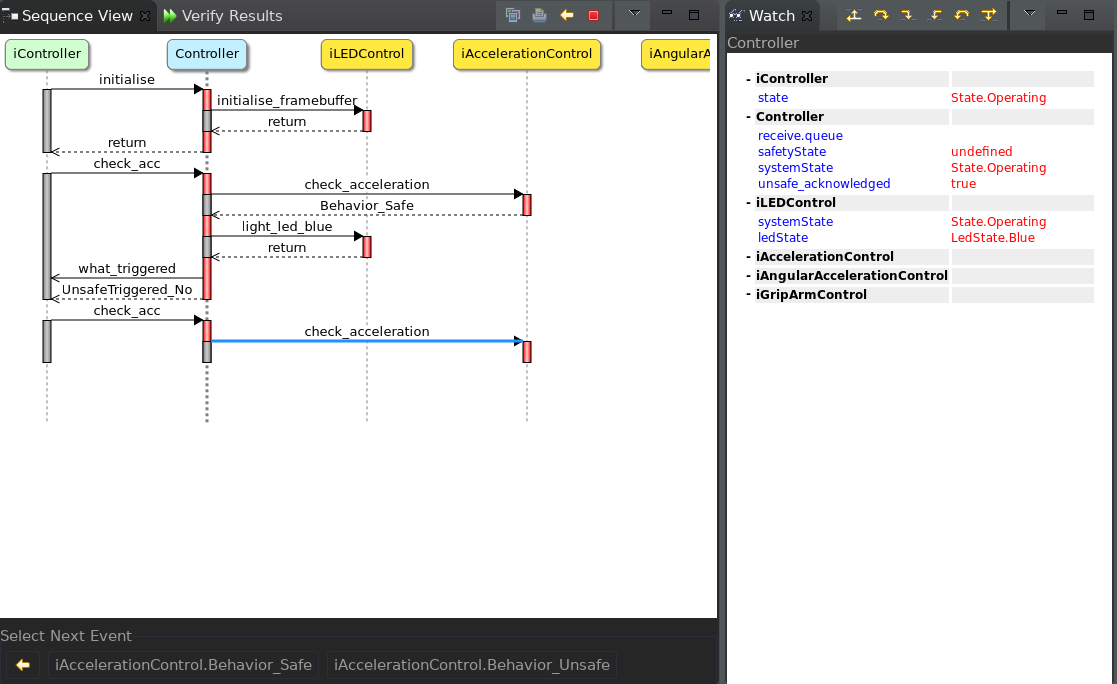 Sequence View
Verify Results
iController
Controller
iLEDControl
iAccelerationControl
iAngularA
initialise
initialise_framebuffer
return
return
check_acc
check_acceleration
Behavior_Safe
light_led_blue
return
what_triggered
UnsafeTriggered_No
check_acc
check_acceleration
Select Next Event
iAccelerationControl.Behavior_Safe
iAccelerationControl.Behavior_Unsafe
Watch
Controller
- iController
state State.Operating
- Controller
receive.queue
safetyState undefined
systemState State.Operating
unsafe_acknowledged true
- iLEDControl
systemState State.Operating
ledState LedState.Blue
- iAccelerationControl
- iAngularAccelerationControl
- iGripArmControl